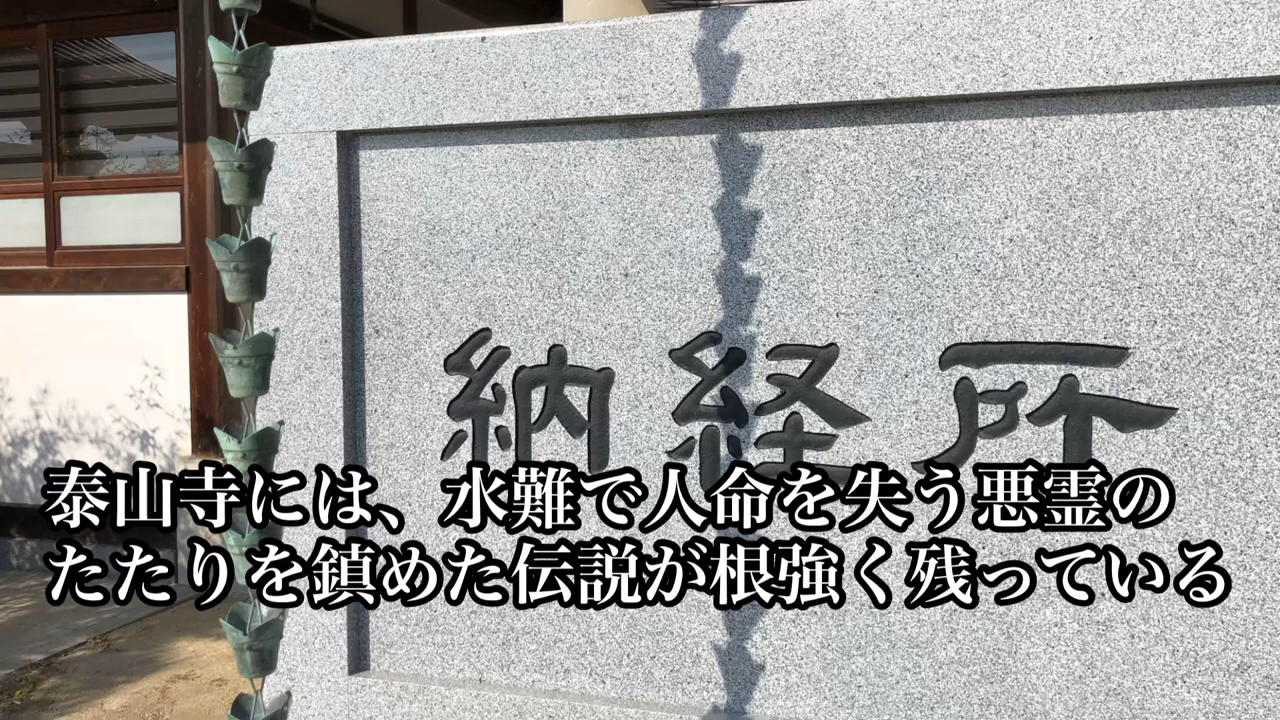 納経所
泰山寺には、水難で人命を失う悪霊の
たたりを鎮めた伝説が根強く残っている